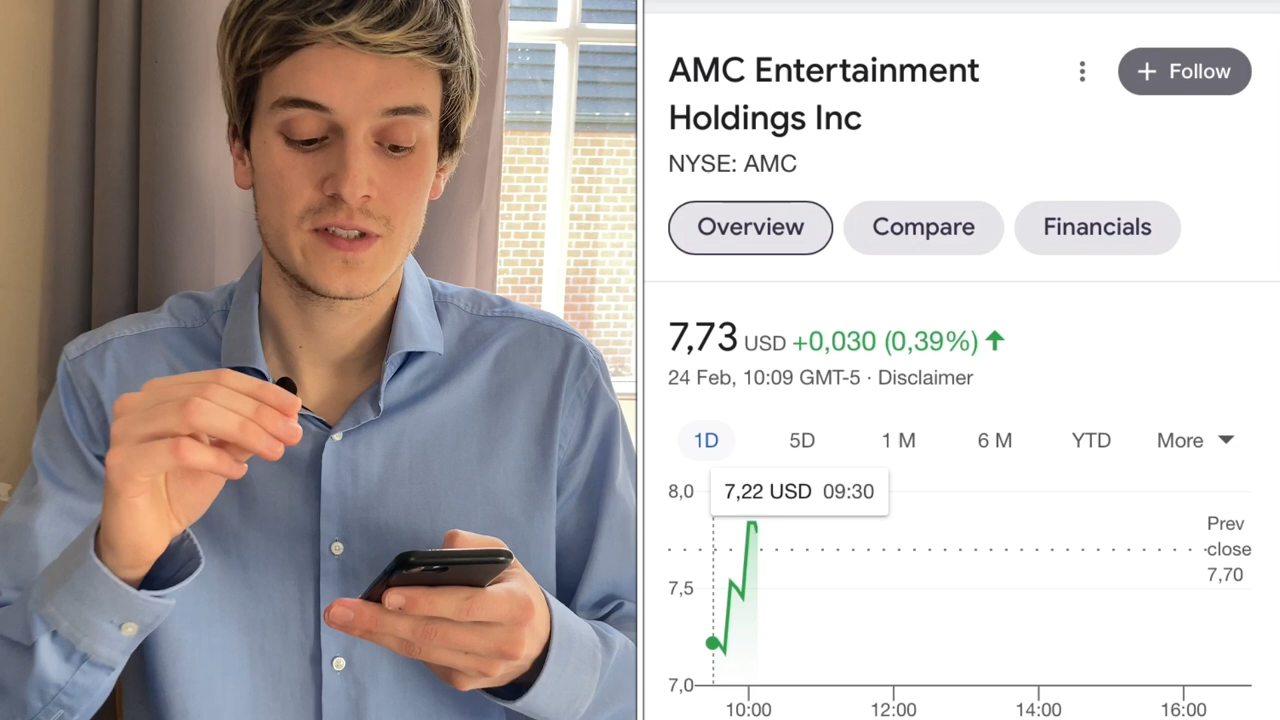 AMC Entertainment
Holdings Inc
+ Follow
NYSE: AMC
Overview
Compare
Financials
7,73 USD +0,030 (0,39%)
24 Feb, 10:09 GMT-5 · Disclaimer
1D
5D
1 M
6 M
YTD
More
7,22 USD 09:30
8,0
Prev
close
7,70
7,5
7,0
10:00
12:00
14:00
16:00